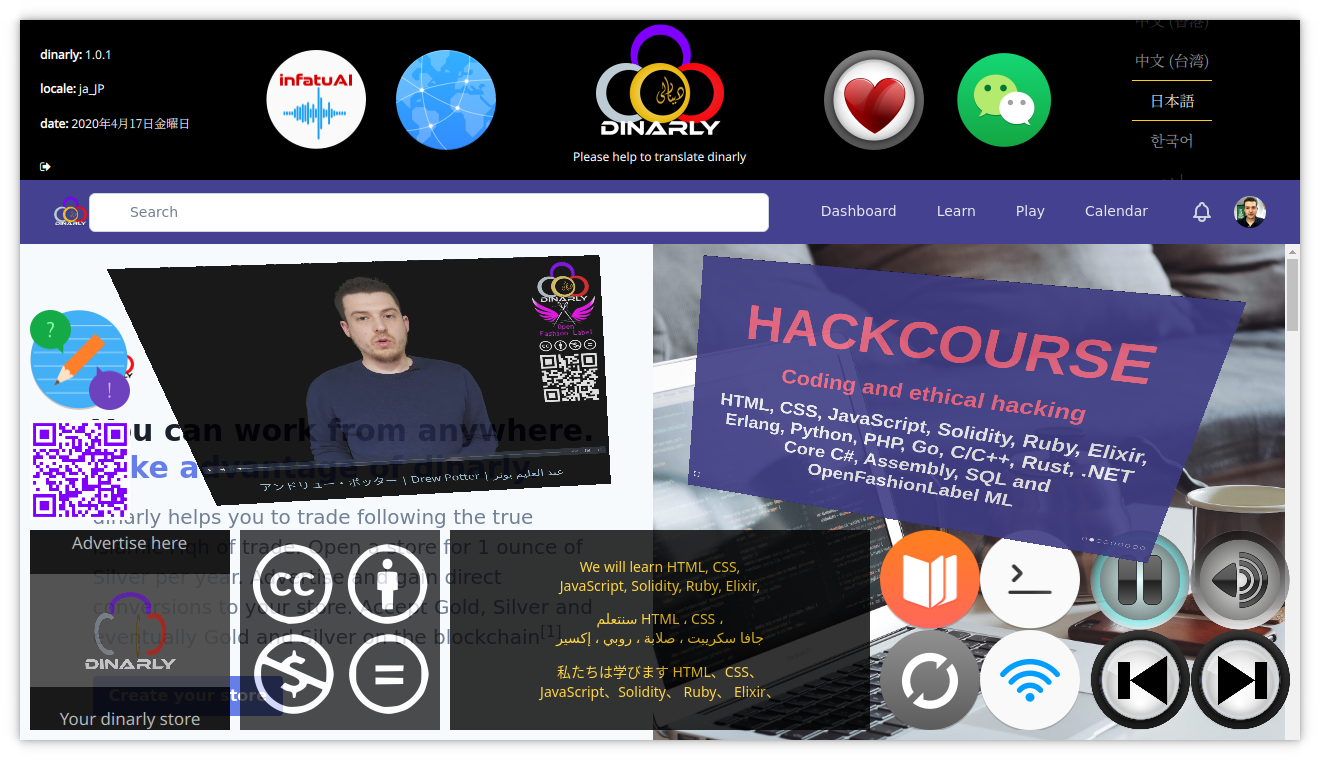 dinarly: 1.0.1
locale: ja_JP
date: 2020年4月17日金曜日
infatuAI
DINARLY
Please help to translate dinarly
中文 (香港)
中文 (台湾)
日本語
한국어
DINARLY
Search
Dashboard
Learn
Play
Calendar
?
!
DINARLY
Open
Fashion Label
アンドリュー・ポッター | Drew Potter | عبد العليم بوتر
You can work from anywhere.
advantage of dinarly
dinarly helps you to trade following the true
of trade. Open a store for 1 ounce of
Silver per year. Advertise and gain direct
conversions to your store. Accept Gold, Silver and
eventually Gold and Silver on the blockchain[1]
Create your store
Advertise here
DINARLY
Your dinarly store
cc
$
=
We will learn HTML, CSS,
JavaScript, Solidity, Ruby, Elixir,
سنتعلم HTML ، CSS ،
جافا سكريبت ، صلابة ، روبي ، إكسير
私たちは学びます HTML、CSS、
JavaScript、Solidity、 Ruby、 Elixir、
HACKCOURSE
Coding and ethical hacking
HTML, CSS, JavaScript, Solidity, Ruby, Elixir,
Erlang, Python, PHP, Go, C/C++, Rust, .NET
Core C#, Assembly, SQL and
OpenFashionLabel ML